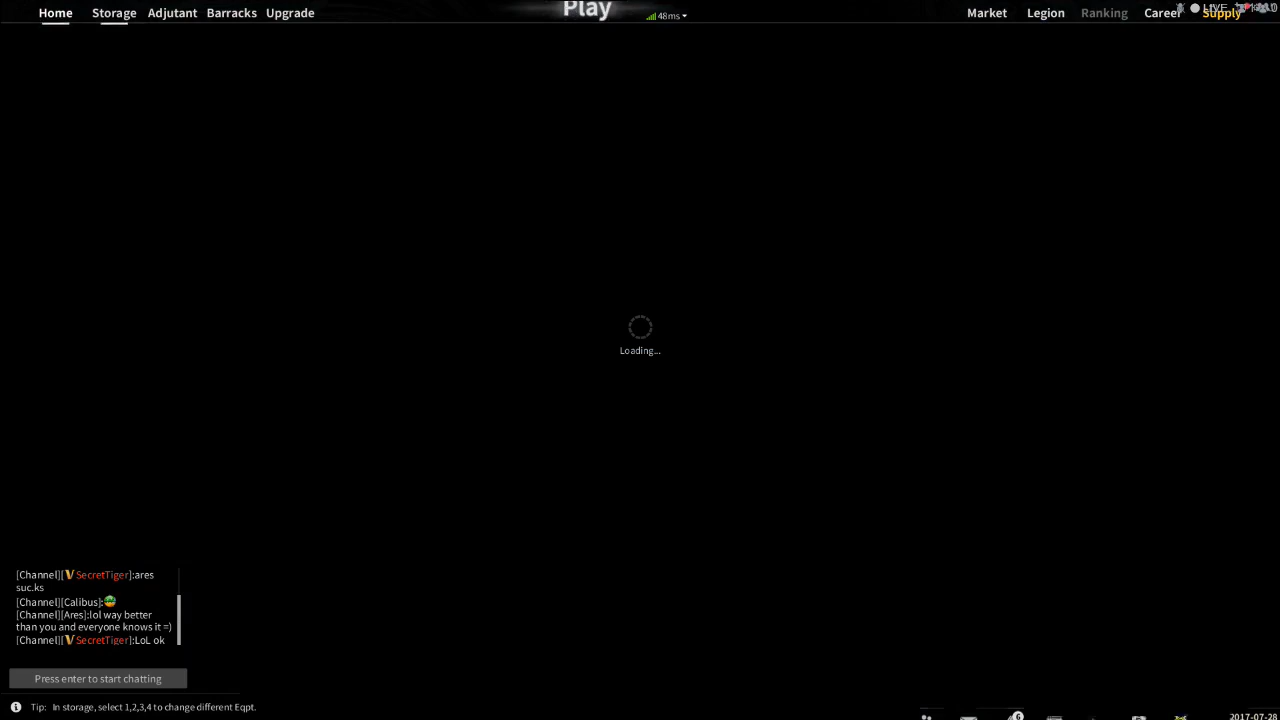 Home Storage Adjutant Barracks Upgrade Play 48ms Market Legion Ranking Career Supply
LIVE
Loading...
[Channel][SecretTiger]:ares
suc.ks
[Channel][Calibus]:
[Channel][Ares]:lol way better
than you and everyone knows it =)
[Channel][SecretTiger]:LoL ok
Press enter to start chatting
Tip: In storage, select 1,2,3,4 to change different Eqpt.
6
2017-07-28